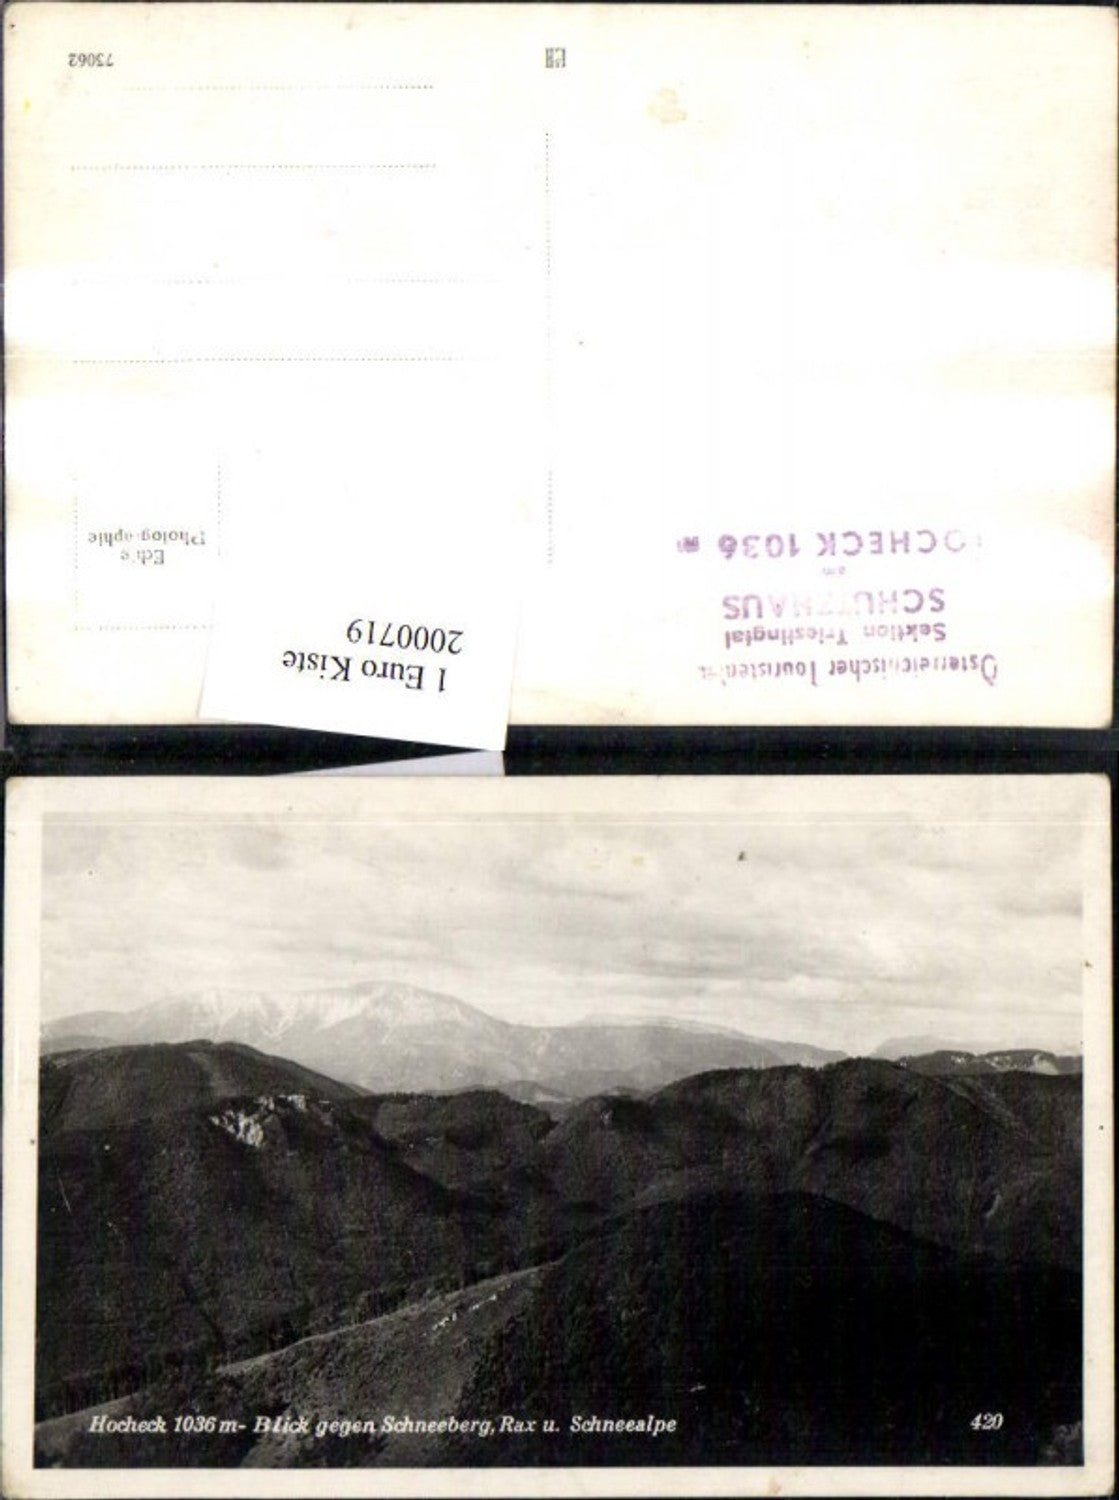 73062
Echte
Photographie
1 Euro Kiste
2000719
Österreichischer Touristen
Sektion Triestingtal
SCHUTZHAUS
am
HOCHECK 1036 m
Hocheck 1036 m - Blick gegen Schneeberg, Rax u. Schneealpe
420